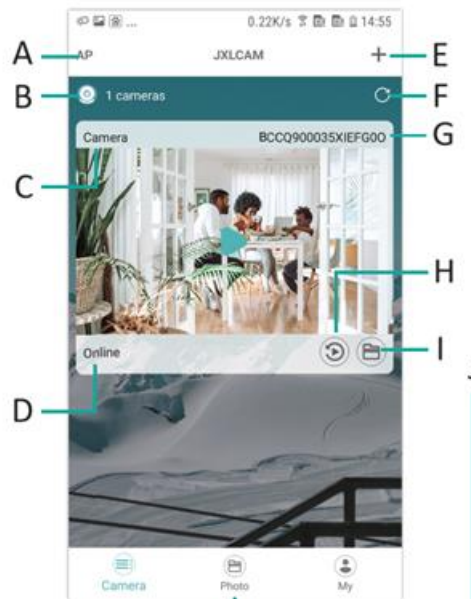 ... 0.22K/s 14:55
A AP JXLCAM + E
B 1 cameras F
Camera BCCQ900035XIEFG0O G
C
H
Online I
D
Camera Photo My